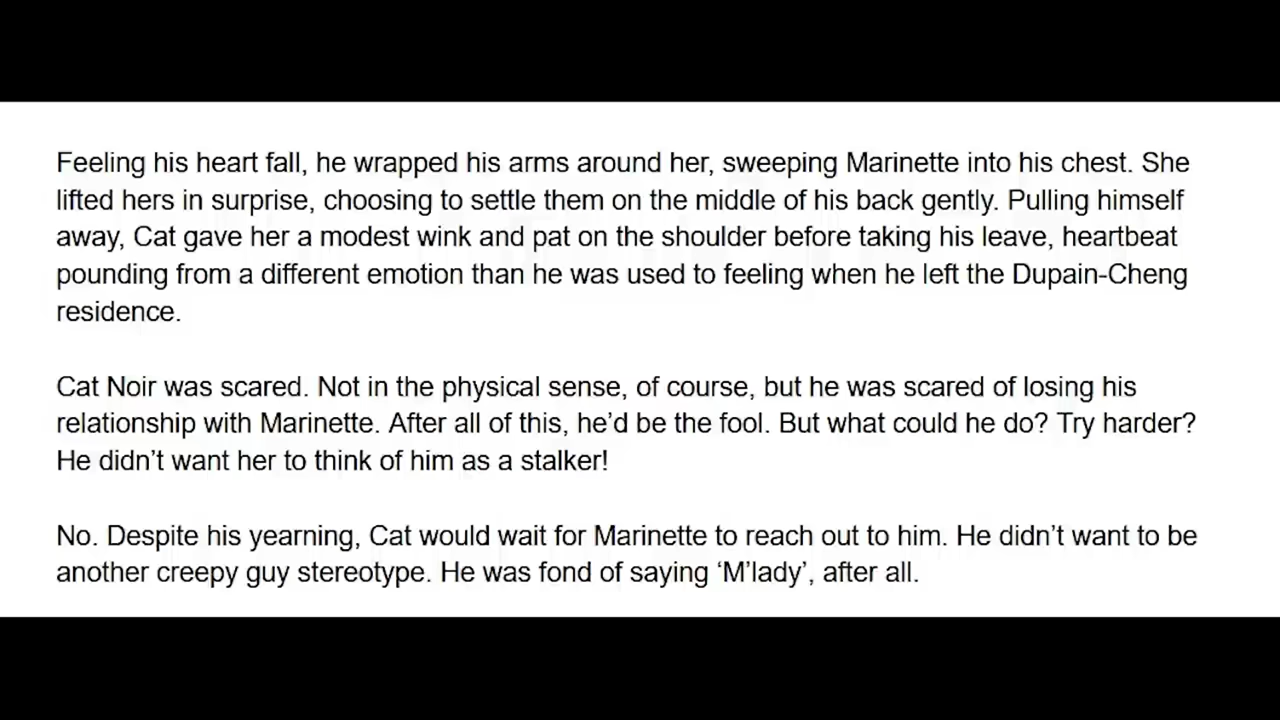 Feeling his heart fall, he wrapped his arms around her, sweeping Marinette into his chest. She
lifted hers in surprise, choosing to settle them on the middle of his back gently. Pulling himself
away, Cat gave her a modest wink and pat on the shoulder before taking his leave, heartbeat
pounding from a different emotion than he was used to feeling when he left the Dupain-Cheng
residence.
Cat Noir was scared. Not in the physical sense, of course, but he was scared of losing his
relationship with Marinette. After all of this, he’d be the fool. But what could he do? Try harder?
He didn’t want her to think of him as a stalker!
No. Despite his yearning, Cat would wait for Marinette to reach out to him. He didn’t want to be
another creepy guy stereotype. He was fond of saying ‘M’lady’, after all.